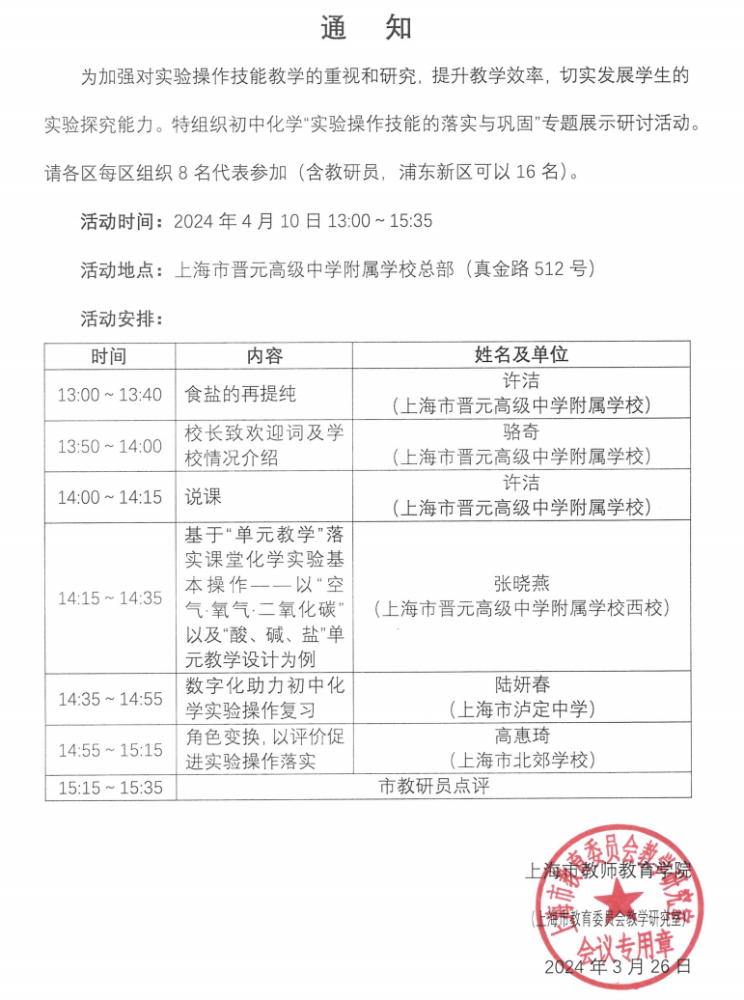 通 知
为加强对实验操作技能教学的重视和研究，提升教学效率，切实发展学生的
实验探究能力。特组织初中化学“实验操作技能的落实与巩固”专题展示研讨活动。
请各区每区组织 8 名代表参加（含教研员，浦东新区可以 16 名）。
活动时间：2024 年 4 月 10 日 13:00 ~ 15:35
活动地点：上海市晋元高级中学附属学校总部（真金路 512 号）
活动安排：
时间 内容 姓名及单位
13:00 ~ 13:40 食盐的再提纯 许洁
（上海市晋元高级中学附属学校）
13:50 ~ 14:00 校长致欢迎词及学 骆奇
校情况介绍 （上海市晋元高级中学附属学校）
14:00 ~ 14:15 说课 许洁
（上海市晋元高级中学附属学校）
基于“单元教学”落
实课堂化学实验基
本操作——以“空 张晓燕
14:15 ~ 14:35 气·氧气·二氧化碳” （上海市晋元高级中学附属学校西校）
以及“酸、碱、盐”单
元教学设计为例
14:35 ~ 14:55 数字化助力初中化 陆妍春
学实验操作复习 （上海市泸定中学）
14:55 ~ 15:15 角色变换，以评价促 高惠琦
进实验操作落实 （上海市北郊学校）
15:15 ~ 15:35 市教研员点评
上海市教师教育学院
（上海市教育委员会教学研究室）
2024 年 3 月 26 日
上海市教育委员会教学研究室
会议专用章